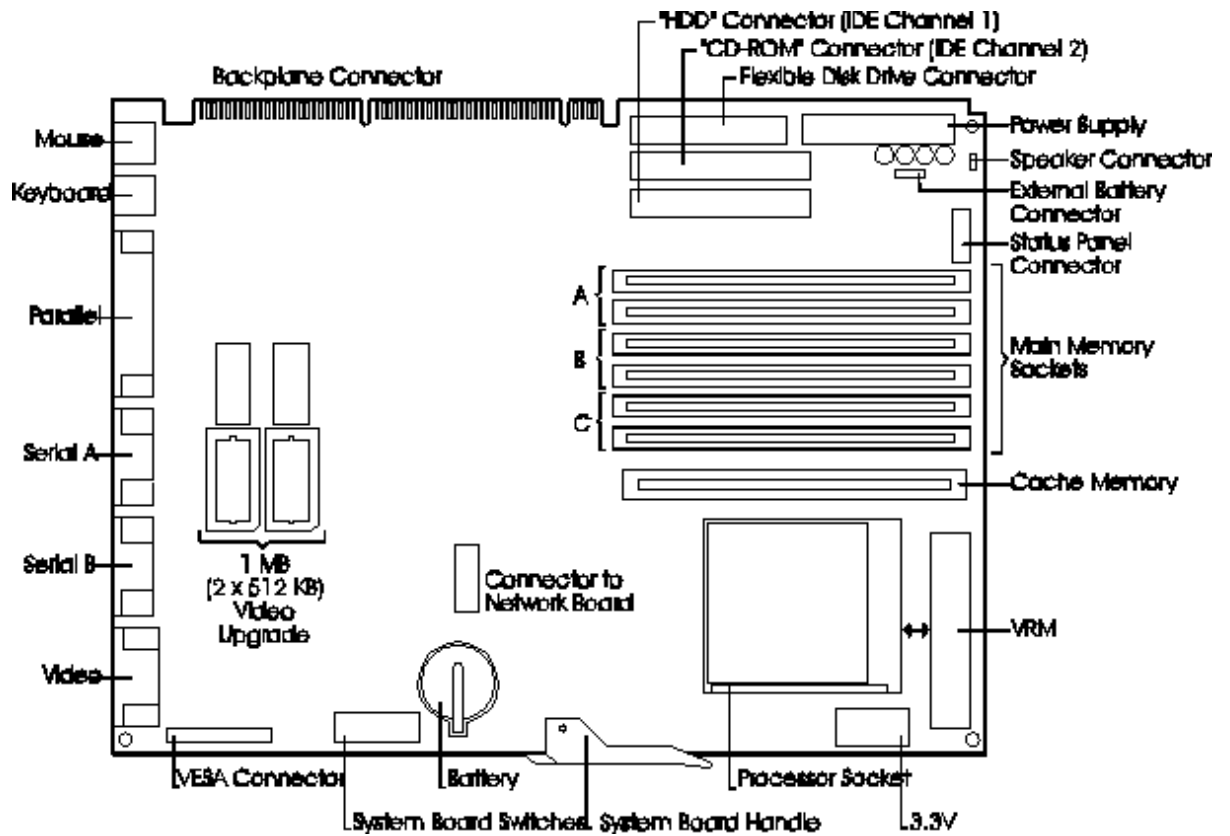 "HDD" Connector (IDE Channel 1)
"CD-ROM" Connector (IDE Channel 2)
Backplane Connector
Flexible Disk Drive Connector
Mouse
Power Supply
Speaker Connector
Keyboard
External Battery
Connector
Status Panel
Connector
A
Parallel
B
Main Memory
Sockets
C
Serial A
Cache Memory
Serial B
1 MB
(2 x 512 KB)
Video
Upgrade
Connector to
Network Board
VRM
Video
VESA Connector
Battery
Processor Socket
System Board Switches
System Board Handle
3.3V